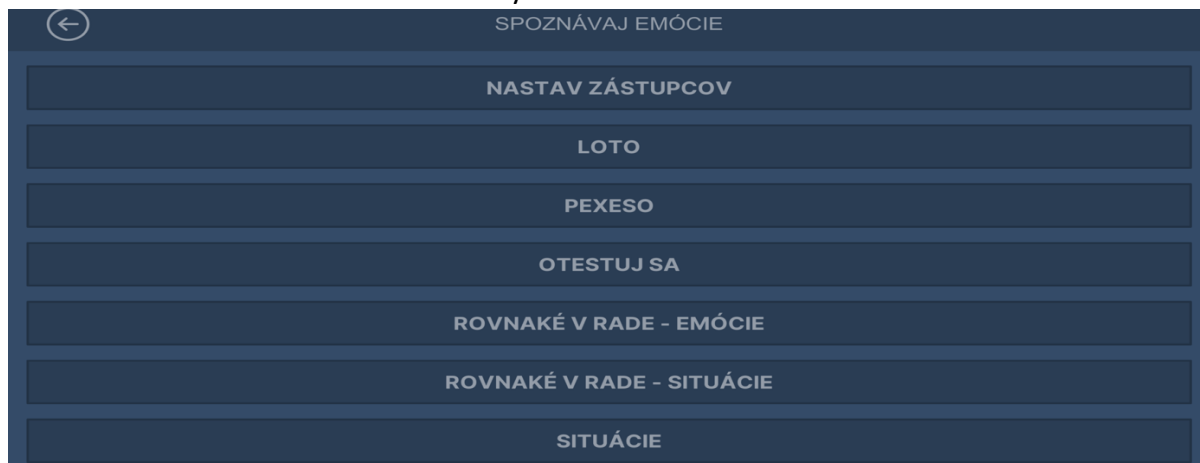 SPOZNÁVAJ EMÓCIE
NASTAV ZÁSTUPCOV
LOTO
PEXESO
OTESTUJ SA
ROVNAKÉ V RADE - EMÓCIE
ROVNAKÉ V RADE - SITUÁCIE
SITUÁCIE